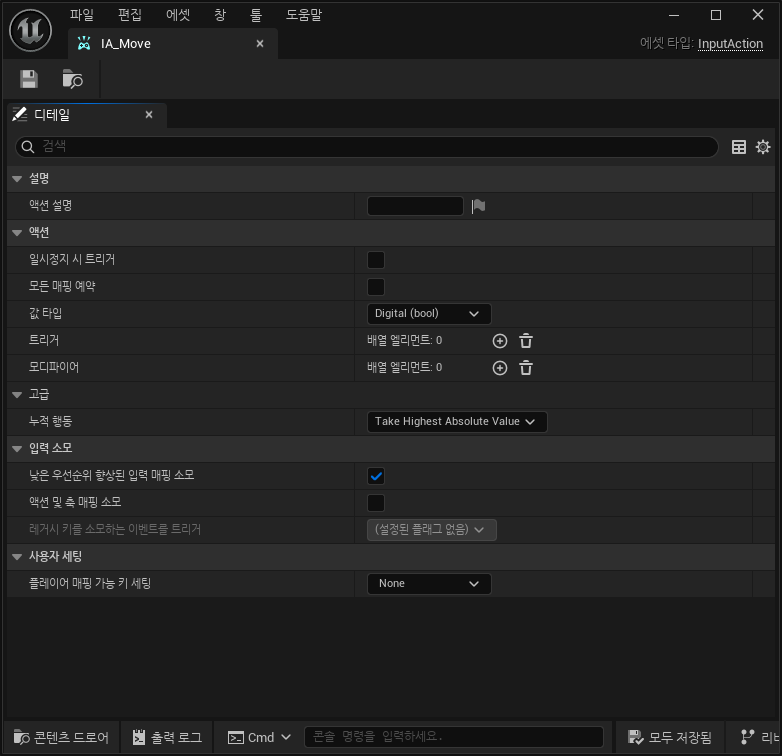 파일 편집 에셋 창 툴 도움말
IA_Move
에셋 타입: InputAction
디테일
검색
설명
액션 설명
액션
일시정지 시 트리거
모든 매핑 예약
값 타입 Digital (bool)
트리거 배열 엘리먼트: 0
모디파이어 배열 엘리먼트: 0
고급
누적 행동 Take Highest Absolute Value
입력 소모
낮은 우선순위 향상된 입력 매핑 소모
액션 및 축 매핑 소모
레거시 키를 소모하는 이벤트를 트리거 (설정된 플래그 없음)
사용자 세팅
플레이어 매핑 가능 키 세팅 None
콘텐츠 드로어 출력 로그 Cmd 콘솔 명령을 입력하세요. 모두 저장됨 리비